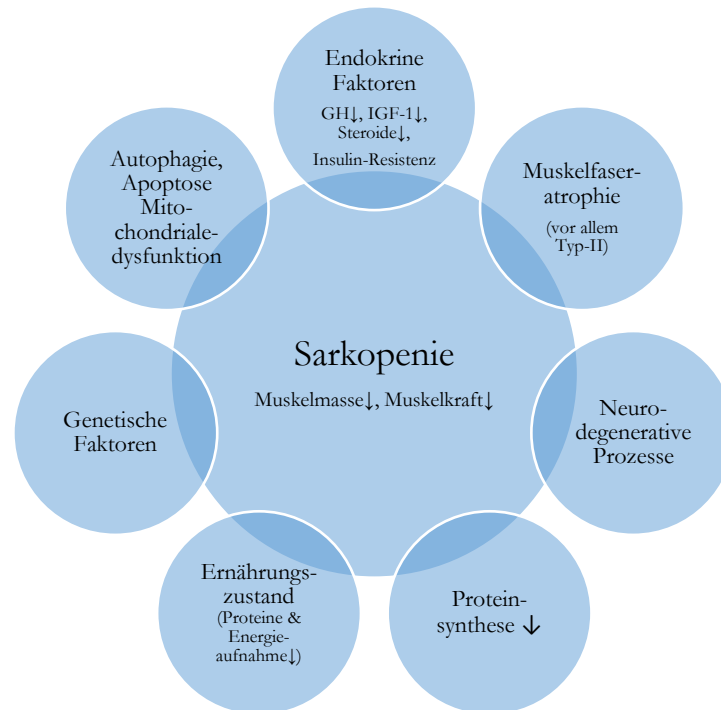 Endokrine
Faktoren
GH↓, IGF-1↓,
Steroide↓,
Insulin-Resistenz
Muskelfaser-
atrophie
(vor allem
Typ-II)
Neuro-
degenerative
Prozesse
Protein-
synthese ↓
Ernährungs-
zustand
(Proteine &
Energie-
aufnahme↓)
Genetische
Faktoren
Autophagie,
Apoptose
Mito-
chondriale-
dysfunktion
Sarkopenie
Muskelmasse↓, Muskelkraft↓